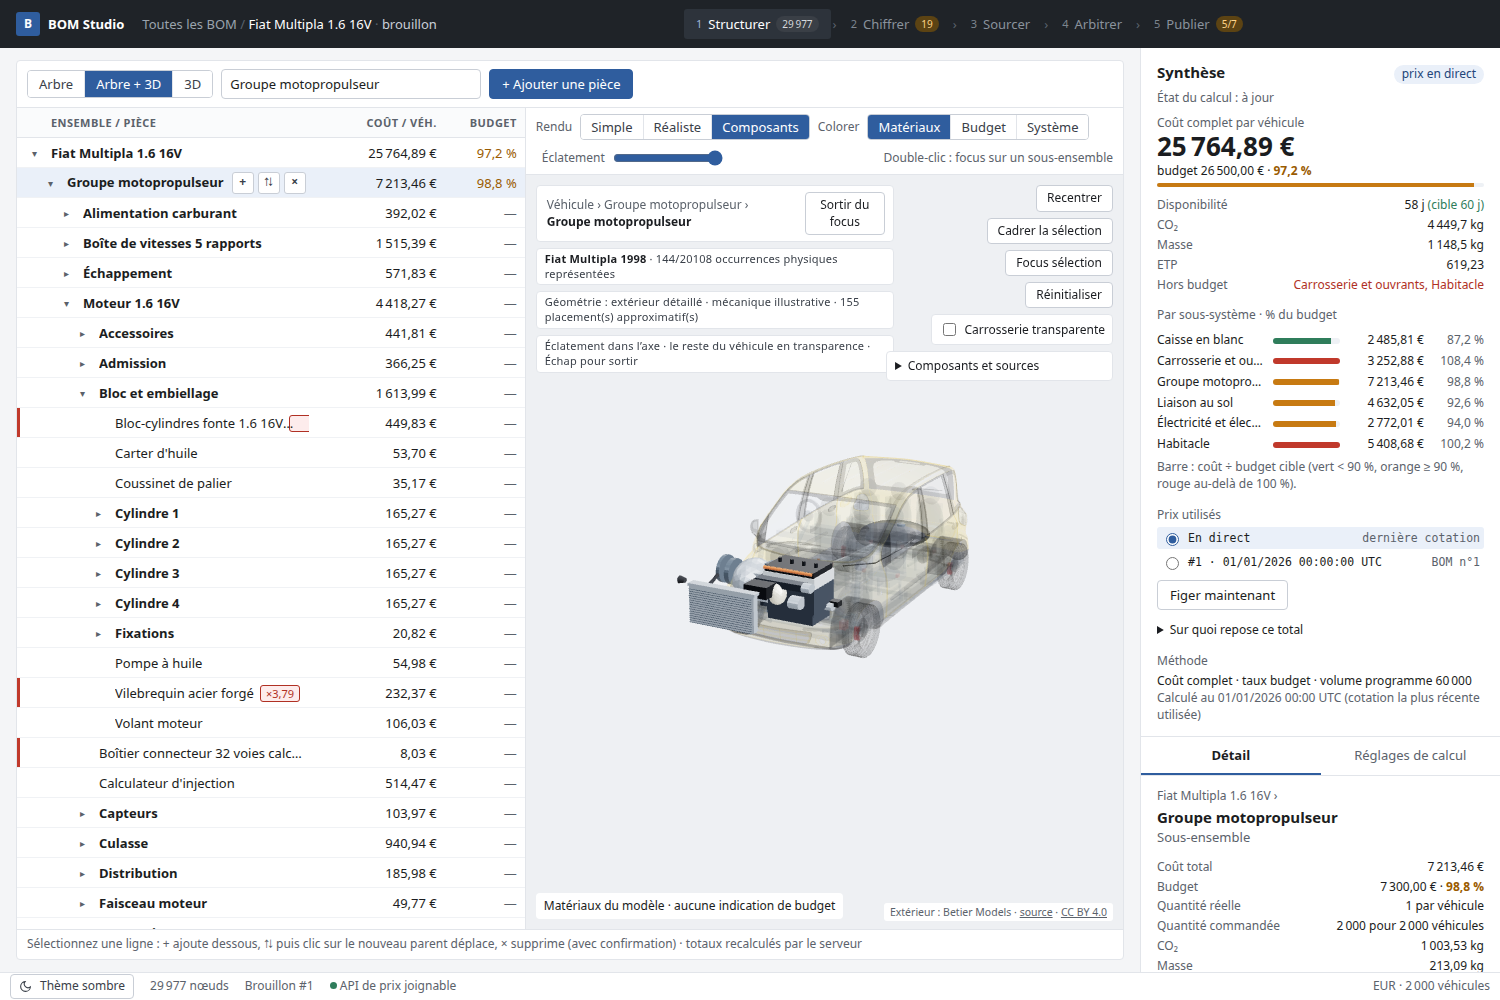 B BOM Studio Toutes les BOM / Fiat Multipla 1.6 16V · brouillon
1 Structurer 29 977 › 2 Chiffrer 19 › 3 Sourcer › 4 Arbitrer › 5 Publier 5/7
Arbre Arbre + 3D 3D Groupe motopropulseur + Ajouter une pièce
ENSEMBLE / PIÈCE COÛT / VÉH. BUDGET
▾ Fiat Multipla 1.6 16V 25 764,89 € 97,2 %
▾ Groupe motopropulseur + ⇅ × 7 213,46 € 98,8 %
▸ Alimentation carburant 392,02 € —
▸ Boîte de vitesses 5 rapports 1 515,39 € —
▸ Échappement 571,83 € —
▾ Moteur 1.6 16V 4 418,27 € —
▸ Accessoires 441,81 € —
▸ Admission 366,25 € —
▾ Bloc et embiellage 1 613,99 € —
Bloc-cylindres fonte 1.6 16V... 449,83 € —
Carter d'huile 53,70 € —
Coussinet de palier 35,17 € —
▸ Cylindre 1 165,27 € —
▸ Cylindre 2 165,27 € —
▸ Cylindre 3 165,27 € —
▸ Cylindre 4 165,27 € —
▸ Fixations 20,82 € —
Pompe à huile 54,98 € —
Vilebrequin acier forgé ×3,79 232,37 € —
Volant moteur 106,03 € —
Boîtier connecteur 32 voies calc... 8,03 € —
Calculateur d'injection 514,47 € —
▸ Capteurs 103,97 € —
▸ Culasse 940,94 € —
▸ Distribution 185,98 € —
▸ Faisceau moteur 49,77 € —
Rendu Simple Réaliste Composants Colorer Matériaux Budget Système
Éclatement Double-clic : focus sur un sous-ensemble
Véhicule › Groupe motopropulseur ›
Groupe motopropulseur
Sortir du
focus
Fiat Multipla 1998 · 144/20108 occurrences physiques
représentées
Géométrie : extérieur détaillé · mécanique illustrative · 155
placement(s) approximatif(s)
Éclatement dans l'axe · le reste du véhicule en transparence ·
Échap pour sortir
Recentrer
Cadrer la sélection
Focus sélection
Réinitialiser
Carrosserie transparente
▶ Composants et sources
Matériaux du modèle · aucune indication de budget
Extérieur : Betier Models · source · CC BY 4.0
Sélectionnez une ligne : + ajoute dessous, ⇅ puis clic sur le nouveau parent déplace, × supprime (avec confirmation) · totaux recalculés par le serveur
Synthèse prix en direct
État du calcul : à jour
Coût complet par véhicule
25 764,89 €
budget 26 500,00 € · 97,2 %
Disponibilité 58 j (cible 60 j)
CO₂ 4 449,7 kg
Masse 1 148,5 kg
ETP 619,23
Hors budget Carrosserie et ouvrants, Habitacle
Par sous-système · % du budget
Caisse en blanc 2 485,81 € 87,2 %
Carrosserie et ou... 3 252,88 € 108,4 %
Groupe motopro... 7 213,46 € 98,8 %
Liaison au sol 4 632,05 € 92,6 %
Électricité et élec... 2 772,01 € 94,0 %
Habitacle 5 408,68 € 100,2 %
Barre : coût ÷ budget cible (vert < 90 %, orange ≥ 90 %,
rouge au-delà de 100 %).
Prix utilisés
En direct dernière cotation
#1 · 01/01/2026 00:00:00 UTC BOM n°1
Figer maintenant
▶ Sur quoi repose ce total
Méthode
Coût complet · taux budget · volume programme 60 000
Calculé au 01/01/2026 00:00 UTC (cotation la plus récente
utilisée)
Détail Réglages de calcul
Fiat Multipla 1.6 16V ›
Groupe motopropulseur
Sous-ensemble
Coût total 7 213,46 €
Budget 7 300,00 € · 98,8 %
Quantité réelle 1 par véhicule
Quantité commandée 2 000 pour 2 000 véhicules
CO₂ 1 003,53 kg
Masse 213,09 kg
Thème sombre 29 977 nœuds Brouillon #1 API de prix joignable EUR · 2 000 véhicules